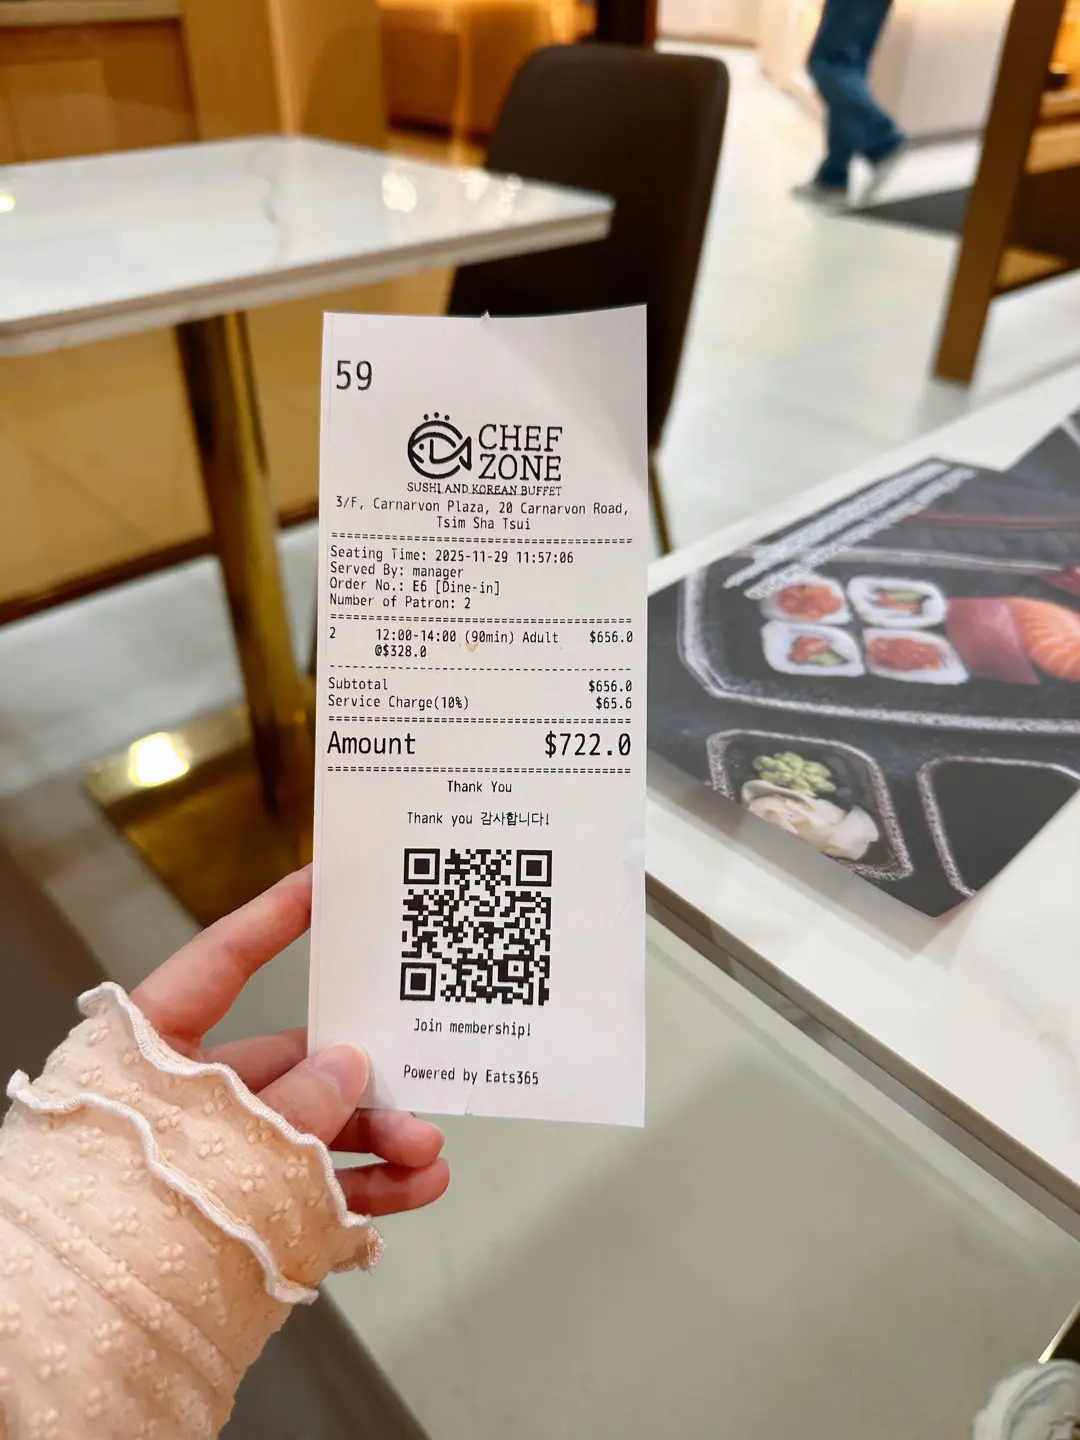 59
CHEF
ZONE
SUSHI AND KOREAN BUFFET
3/F, Carnarvon Plaza, 20 Carnarvon Road,
Tsim Sha Tsui
========================================
Seating Time: 2025-11-29 11:57:06
Served By: manager
Order No.: E6 [Dine-in]
Number of Patron: 2
========================================
2 12:00-14:00 (90min) Adult $656.0
@$328.0
----------------------------------------
Subtotal $656.0
Service Charge(10%) $65.6
========================================
Amount $722.0
========================================
Thank You
Thank you 감사합니다!
Join membership!
Powered by Eats365